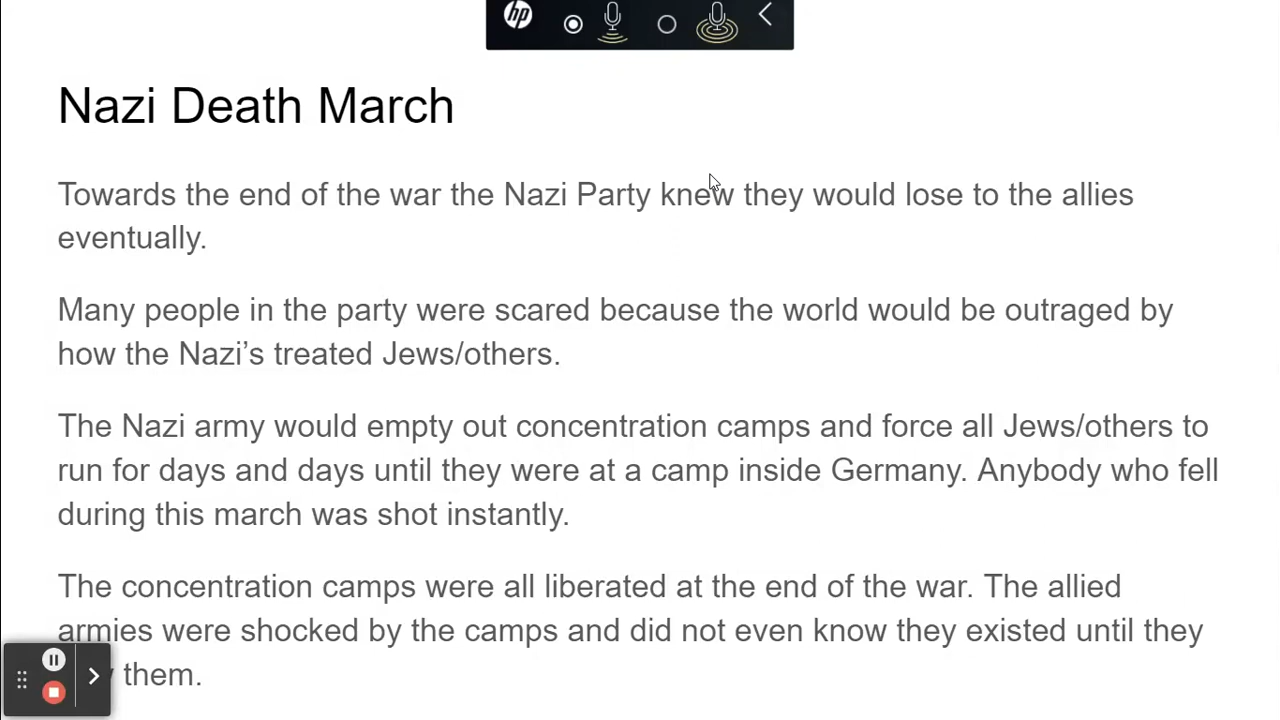 hp
Nazi Death March
Towards the end of the war the Nazi Party knew they would lose to the allies
eventually.
Many people in the party were scared because the world would be outraged by
how the Nazi's treated Jews/others.
The Nazi army would empty out concentration camps and force all Jews/others to
run for days and days until they were at a camp inside Germany. Anybody who fell
during this march was shot instantly.
The concentration camps were all liberated at the end of the war. The allied
armies were shocked by the camps and did not even know they existed until they
them.